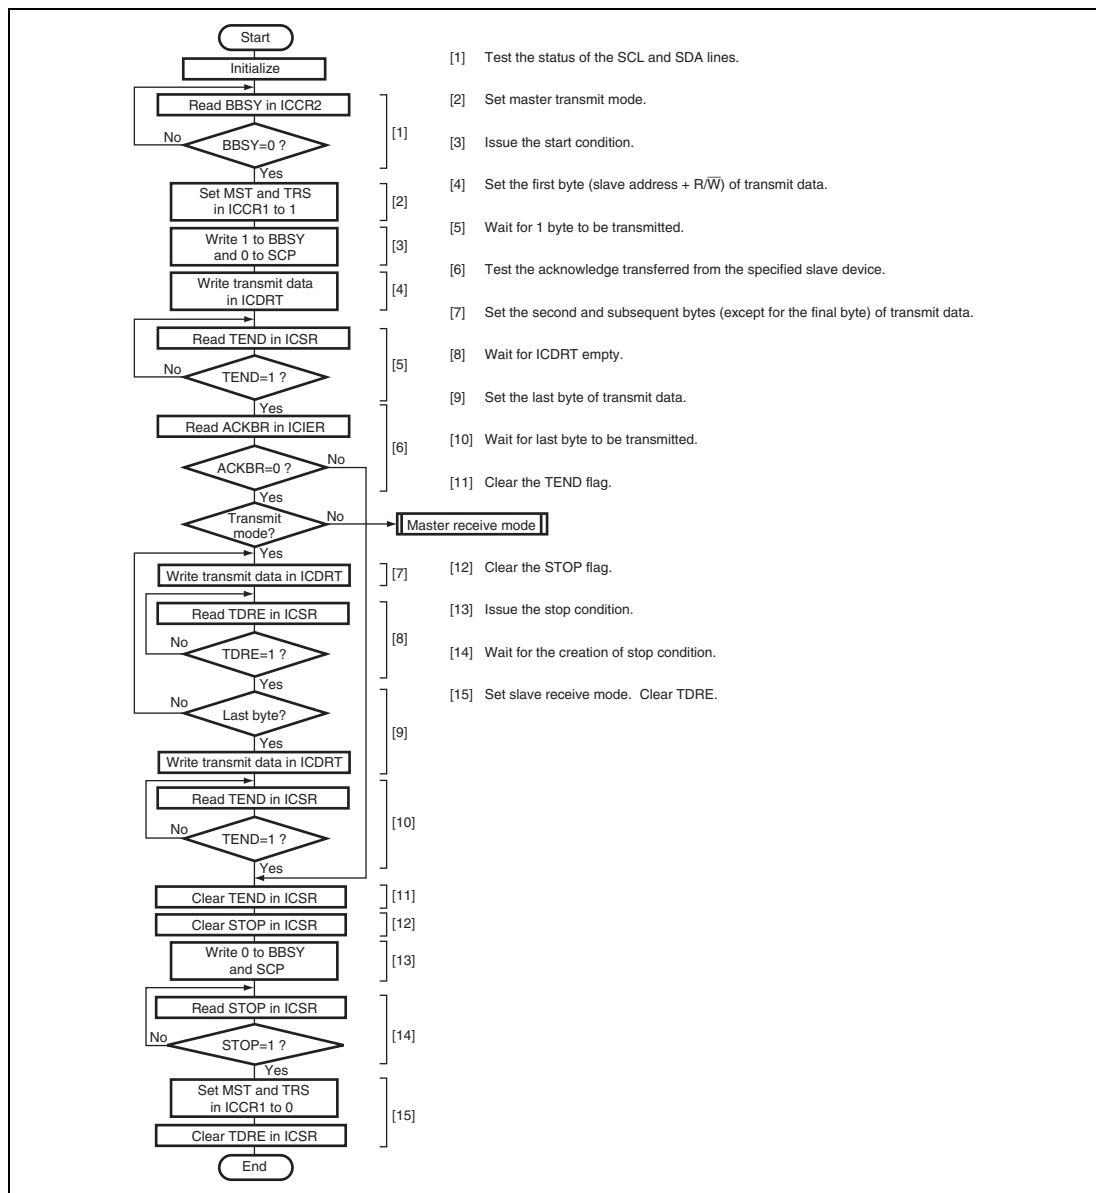 Start
Initialize
Read BBSY in ICCR2
No
BBSY=0 ?
[1]
Yes
Set MST and TRS
in ICCR1 to 1
[2]
Write 1 to BBSY
and 0 to SCP
[3]
Write transmit data
in ICDRT
[4]
Read TEND in ICSR
No
TEND=1 ?
[5]
Yes
Read ACKBR in ICIER
[6]
No
ACKBR=0 ?
Yes
Transmit
mode?
No
Master receive mode
Yes
Write transmit data in ICDRT
[7]
Read TDRE in ICSR
No
TDRE=1 ?
[8]
Yes
No
Last byte?
[9]
Yes
Write transmit data in ICDRT
Read TEND in ICSR
No
TEND=1 ?
[10]
Yes
Clear TEND in ICSR
[11]
Clear STOP in ICSR
[12]
Write 0 to BBSY
and SCP
[13]
Read STOP in ICSR
No
STOP=1 ?
[14]
Yes
Set MST and TRS
in ICCR1 to 0
[15]
Clear TDRE in ICSR
End
[1] Test the status of the SCL and SDA lines.
[2] Set master transmit mode.
[3] Issue the start condition.
[4] Set the first byte (slave address + R/W̅) of transmit data.
[5] Wait for 1 byte to be transmitted.
[6] Test the acknowledge transferred from the specified slave device.
[7] Set the second and subsequent bytes (except for the final byte) of transmit data.
[8] Wait for ICDRT empty.
[9] Set the last byte of transmit data.
[10] Wait for last byte to be transmitted.
[11] Clear the TEND flag.
[12] Clear the STOP flag.
[13] Issue the stop condition.
[14] Wait for the creation of stop condition.
[15] Set slave receive mode. Clear TDRE.